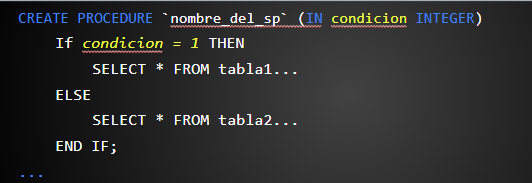 CREATE PROCEDURE `nombre_del_sp` (IN condicion INTEGER)
If condicion = 1 THEN
SELECT * FROM tabla1...
ELSE
SELECT * FROM tabla2...
END IF;
...